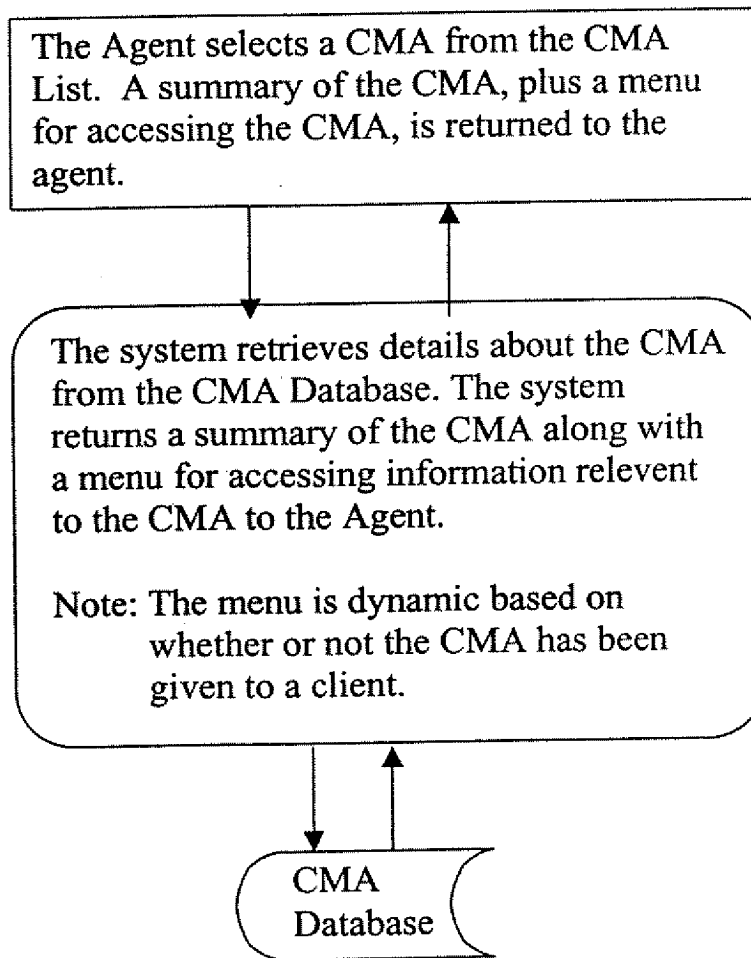 The Agent selects a CMA from the CMA
List. A summary of the CMA, plus a menu
for accessing the CMA, is returned to the
agent.
The system retrieves details about the CMA
from the CMA Database. The system
returns a summary of the CMA along with
a menu for accessing information relevent
to the CMA to the Agent.
Note: The menu is dynamic based on
whether or not the CMA has been
given to a client.
CMA
Database